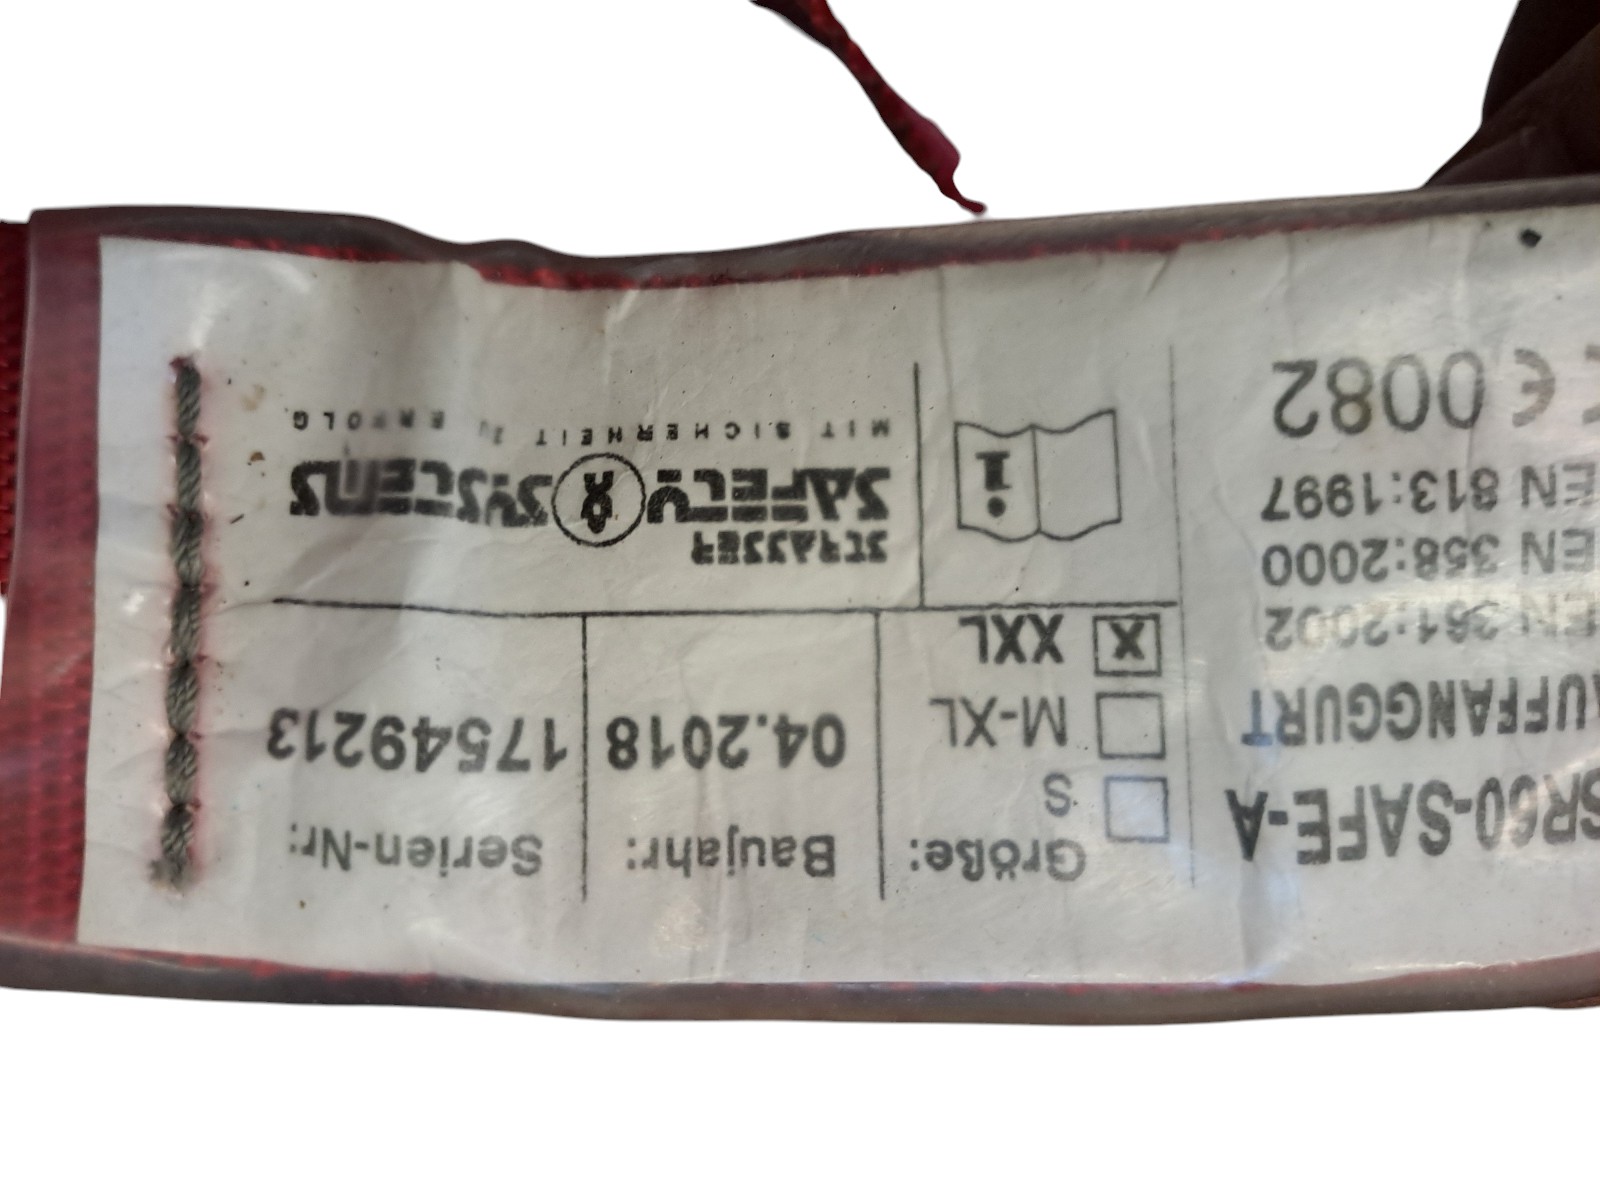 SR60-SAFE-A
AUFFANGGURT
EN 361:2002
EN 358:2000
EN 813:1997
CE 0082
Größe:
S
M-XL
X XXL
Baujahr:
04.2018
Serien-Nr:
17549213
i
STRASSER
SAFETY SYSTEMS
MIT SICHERHEIT ZU ERFOLG